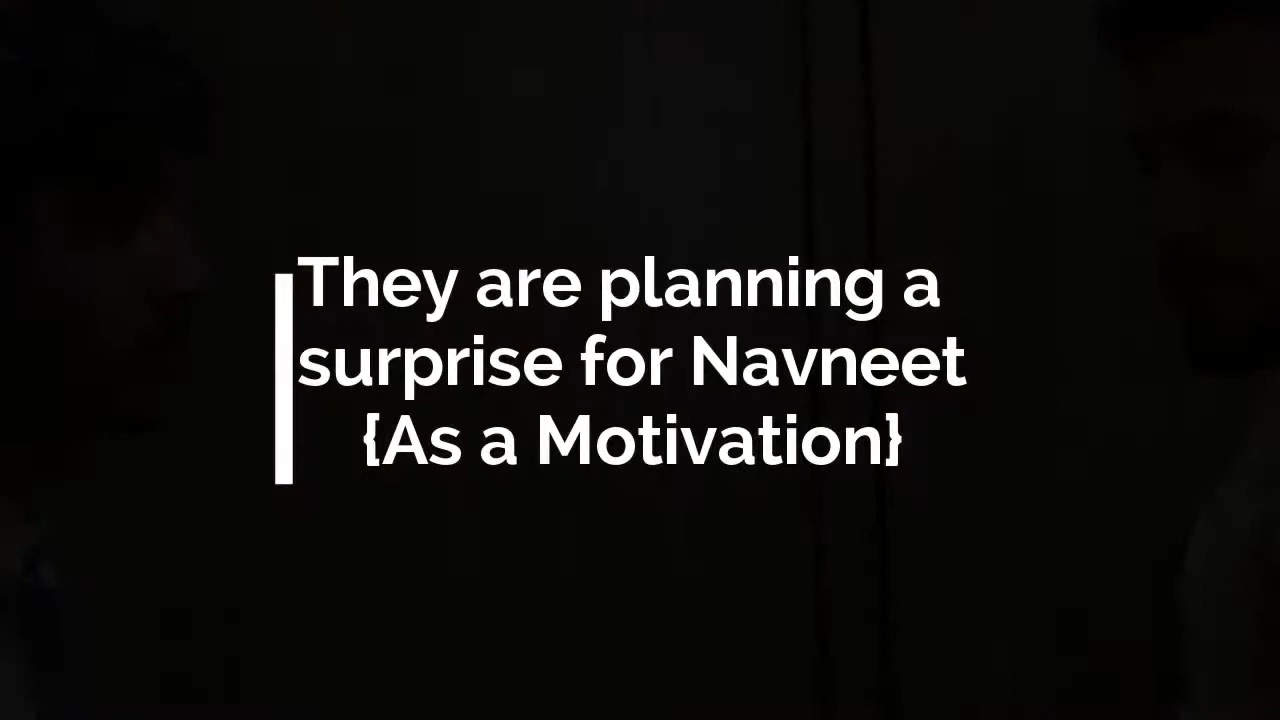 They are planning a
surprise for Navneet
{As a Motivation}